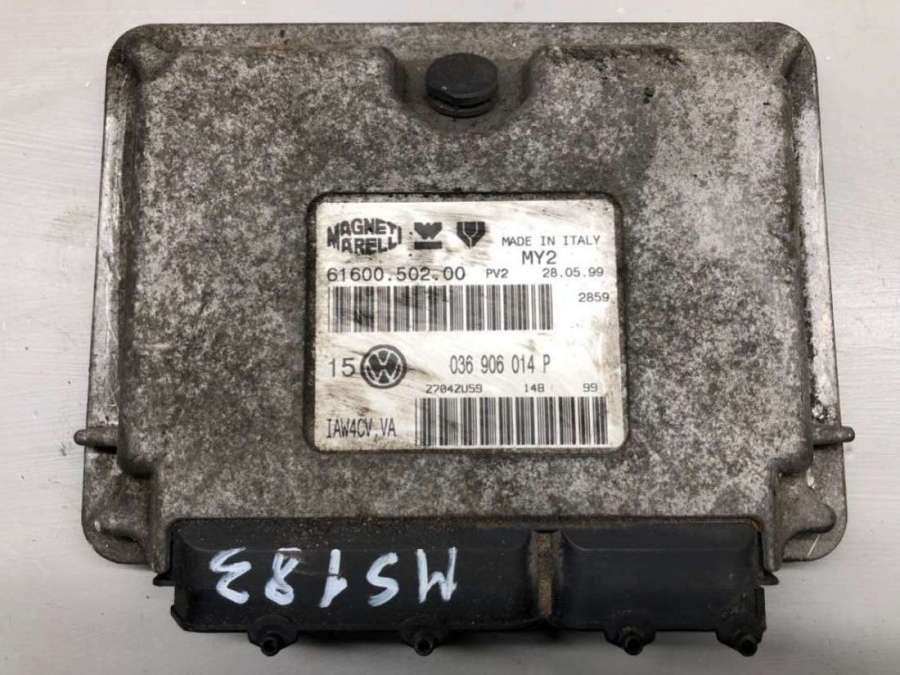 MAGNETI MARELLI
MADE IN ITALY
MY2
61600.502.00 PV2 28.05.99
2859
15 036 906 014 P
27042U59 148 99
IAW4CV.VA
MS183